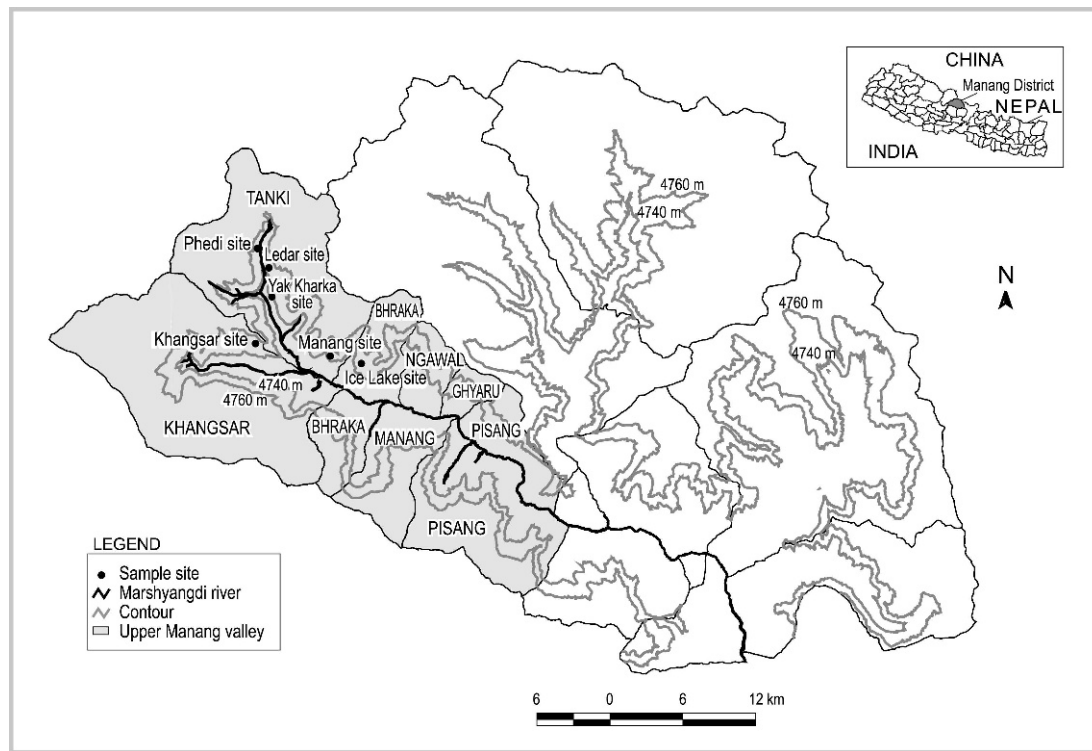 CHINA
Manang District
NEPAL
INDIA
TANKI
Phedi site
Ledar site
Yak Kharka
site
BHRAKA
Khangsar site
Manang site
NGAWAL
Ice Lake site
GHYARU
4740 m
4760 m
KHANGSAR
BHRAKA
MANANG
PISANG
PISANG
4760 m
4740 m
4760 m
4740 m
N
LEGEND
Sample site
Marshyangdi river
Contour
Upper Manang valley
6 0 6 12 km